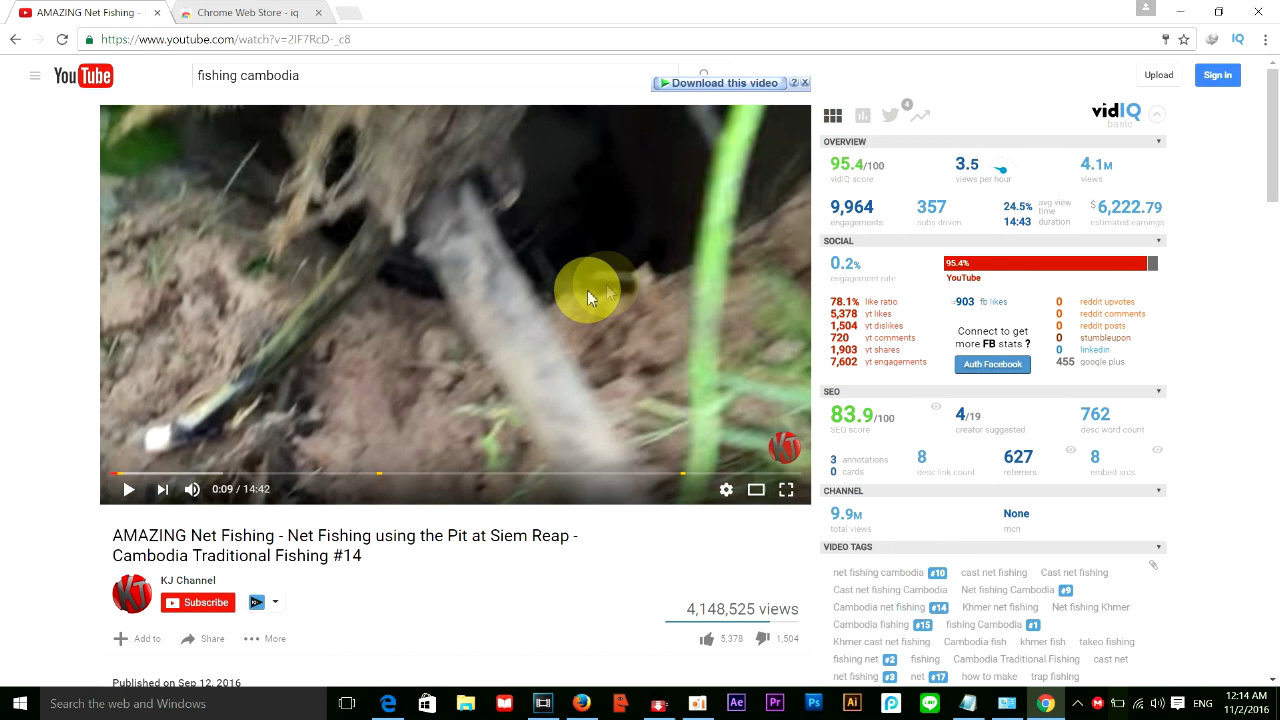 AMAZING Net Fishing -
Chrome Web Store - iq
https://www.youtube.com/watch?v=2IF7RcD-_c8
IQ
YouTube
fishing cambodia
Download this video
Upload
Sign in
4
vidIQ
basic
OVERVIEW
95.4/100
3.5
4.1M
vidIQ score
views per hour
views
9,964
357
24.5% avg view time
$6,222.79
engagements
subs driven
14:43 duration
estimated earnings
SOCIAL
0.2%
engagement rate
95.4%
YouTube
78.1% like ratio
5,378 yt likes
1,504 yt dislikes
720 yt comments
1,903 yt shares
7,602 yt engagements
903 fb likes
Connect to get
more FB stats ?
Auth Facebook
0 reddit upvotes
0 reddit comments
0 reddit posts
0 stumbleupon
0 linkedin
455 google plus
SEO
83.9/100
4/19
762
SEO score
creator suggested
desc word count
3 annotations
0 cards
8
627
8
desc link count
referrers
embed srcs
CHANNEL
9.9M
None
total views
mcn
VIDEO TAGS
net fishing cambodia #10 cast net fishing Cast net fishing
Cast net fishing Cambodia Net fishing Cambodia #9
Cambodia net fishing #14 Khmer net fishing Net fishing Khmer
Cambodia fishing #15 fishing Cambodia #1
Khmer cast net fishing Cambodia fish khmer fish takeo fishing
fishing net #2 fishing Cambodia Traditional Fishing cast net
net fishing #3 net #17 how to make trap fishing
KT
0:09 / 14:42
AMAZING Net Fishing - Net Fishing using the Pit at Siem Reap -
Cambodia Traditional Fishing #14
KT
KJ Channel
Subscribe
4,148,525 views
Add to
Share
More
5,378
1,504
Published on Sep 12, 2016
Search the web and Windows
Ae
Pr
Ps
Ai
LINE
ENG
12:14 AM
11/2/2016